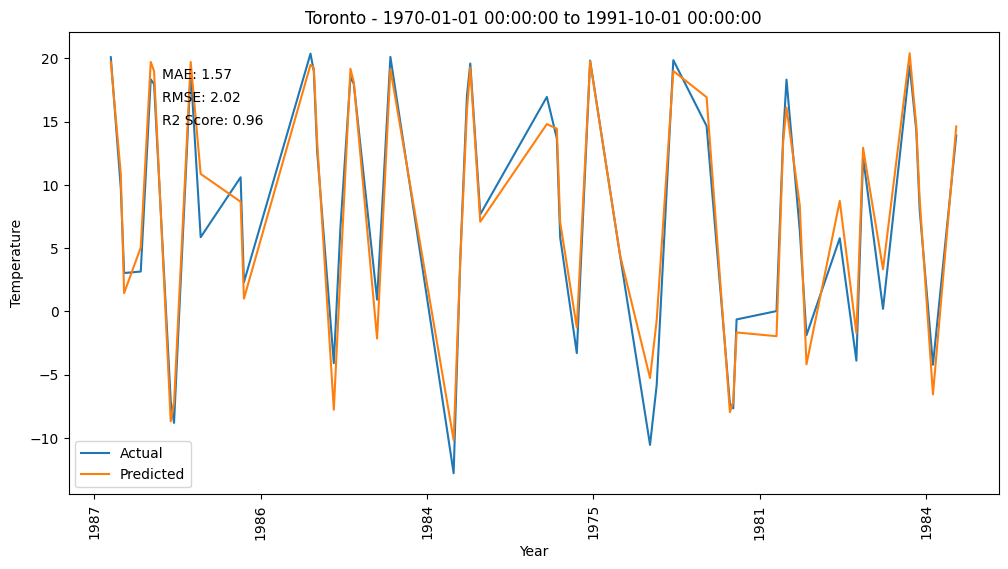 Toronto - 1970-01-01 00:00:00 to 1991-10-01 00:00:00
20
15
10
5
0
−5
−10
Temperature
MAE: 1.57
RMSE: 2.02
R2 Score: 0.96
Actual
Predicted
1987
1986
1984
1975
1981
1984
Year